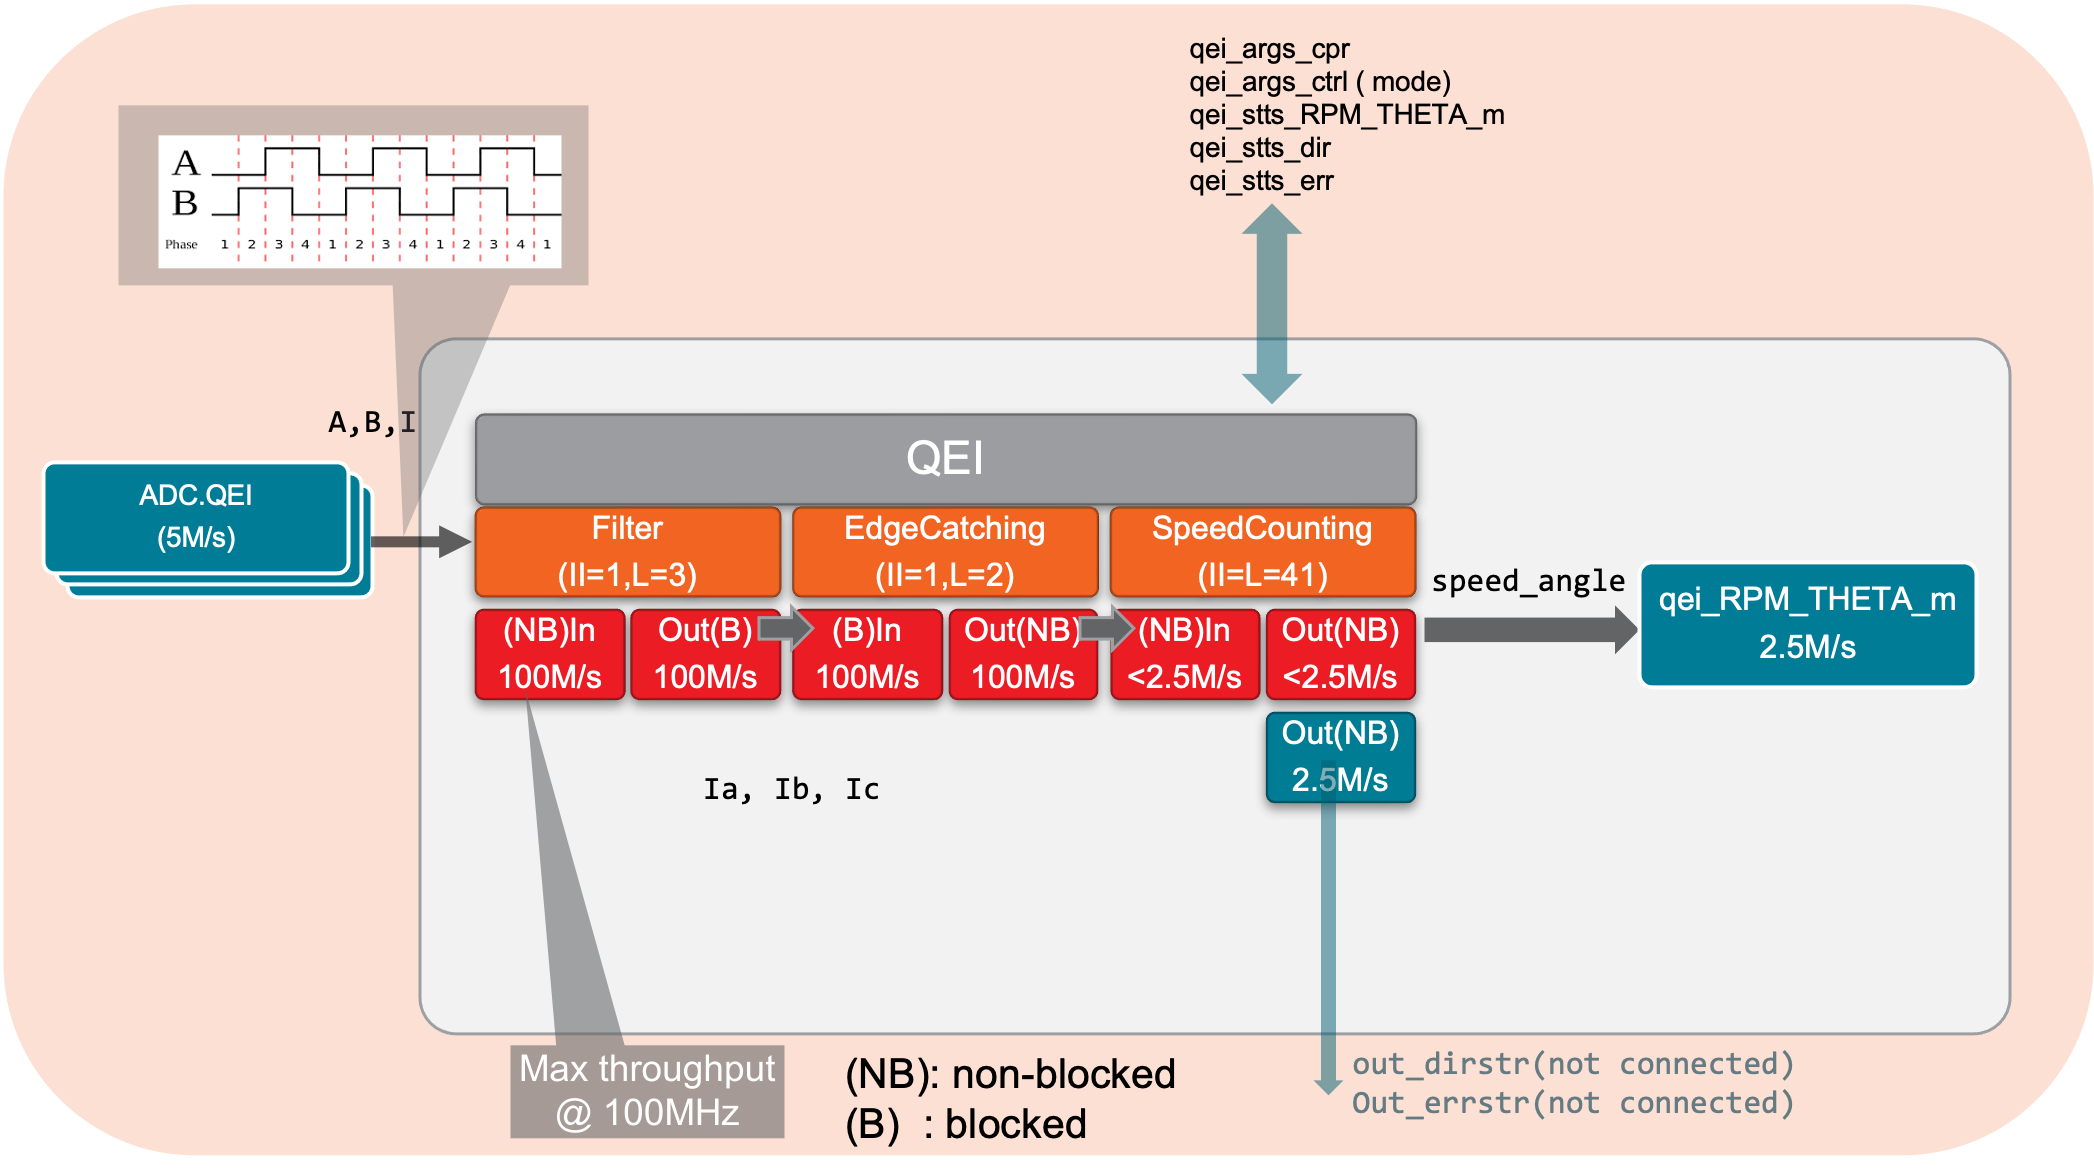 qei_args_cpr
qei_args_ctrl ( mode)
qei_stts_RPM_THETA_m
qei_stts_dir
qei_stts_err
A
B
Phase 1 2 3 4 1 2 3 4 1 2 3 4 1
A,B,I
ADC.QEI
(5M/s)
QEI
Filter
(II=1,L=3)
EdgeCatching
(II=1,L=2)
SpeedCounting
(II=L=41)
(NB)In
100M/s
Out(B)
100M/s
(B)In
100M/s
Out(NB)
100M/s
(NB)In
<2.5M/s
Out(NB)
<2.5M/s
Out(NB)
2.5M/s
speed_angle
qei_RPM_THETA_m
2.5M/s
Ia, Ib, Ic
Max throughput
@ 100MHz
(NB): non-blocked
(B) : blocked
out_dirstr(not connected)
Out_errstr(not connected)